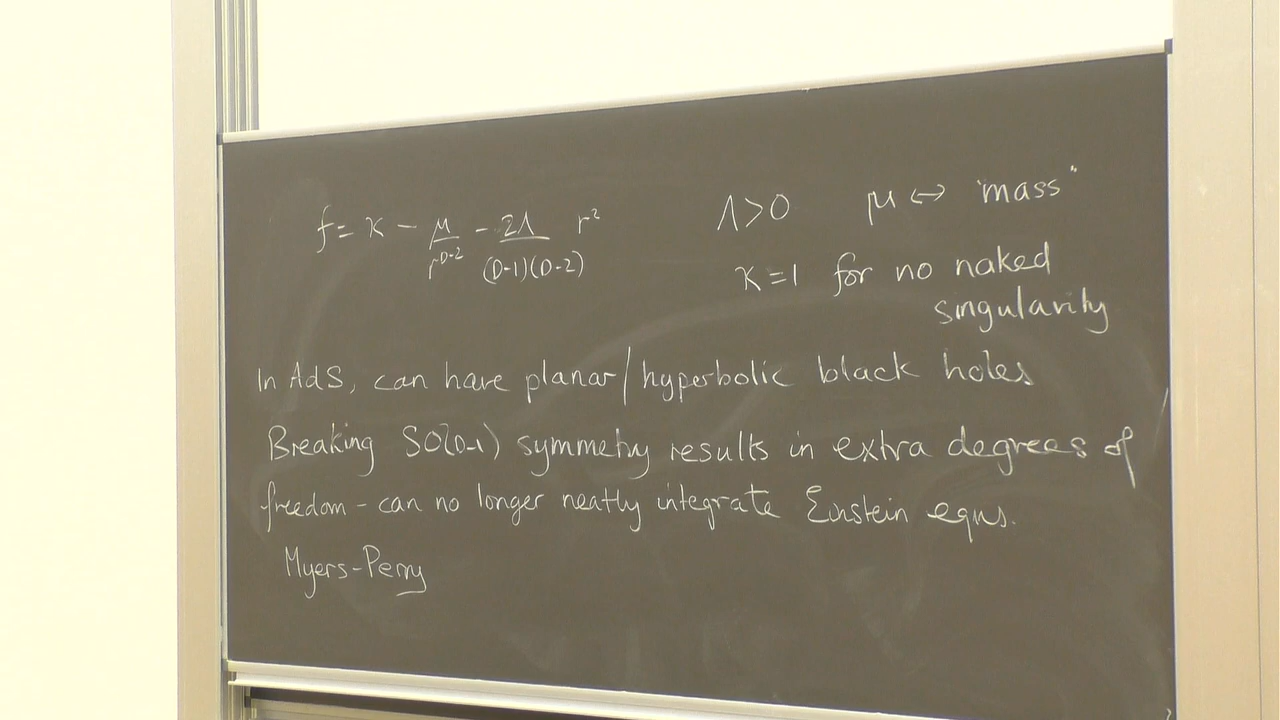 f = κ - μ/r^{D-2} - 2Λ/(D-1)(D-2) r²
Λ>0 μ ↔ "mass"
κ=1 for no naked
singularity
In AdS, can have planar/hyperbolic black holes
Breaking SO(D-1) symmetry results in extra degrees of
freedom - can no longer neatly integrate Einstein eqns.
Myers-Perry